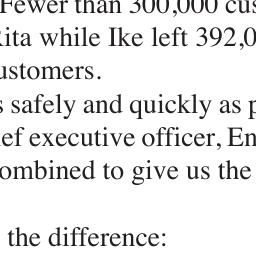 Fewer than 300,000 cus
Rita while Ike left 392,0
ustomers.
s safely and quickly as p
ef executive officer, En
ombined to give us the
the difference: